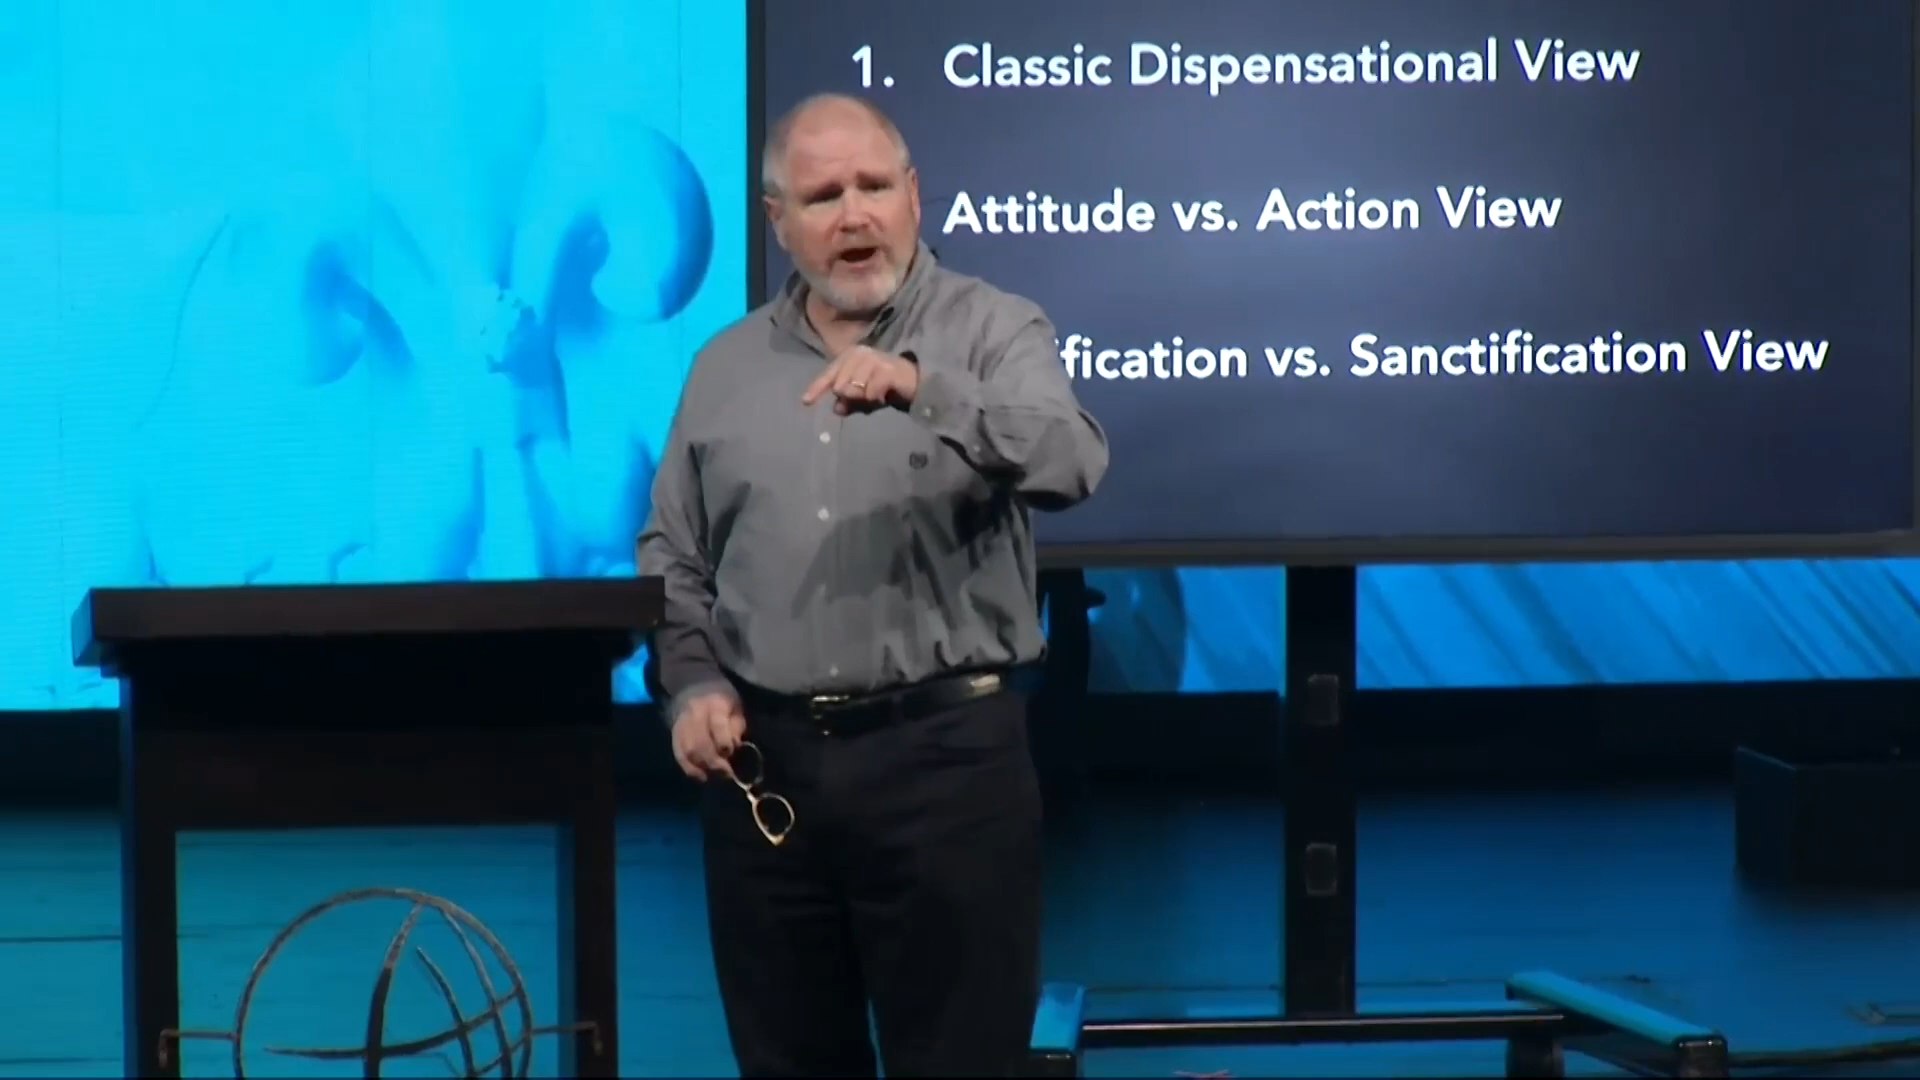 1. Classic Dispensational View
Attitude vs. Action View
fication vs. Sanctification View